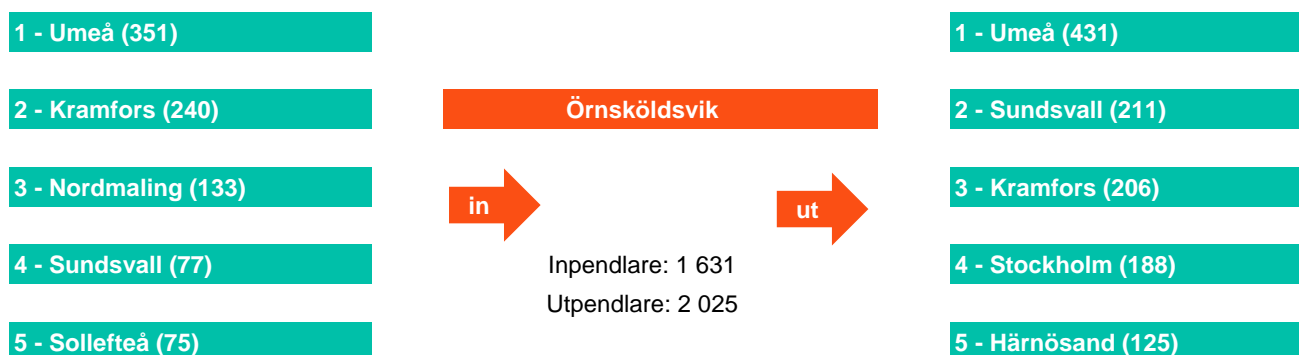 1 - Umeå (351)
2 - Kramfors (240)
3 - Nordmaling (133)
4 - Sundsvall (77)
5 - Sollefteå (75)
Örnsköldsvik
in
ut
Inpendlare: 1 631
Utpendlare: 2 025
1 - Umeå (431)
2 - Sundsvall (211)
3 - Kramfors (206)
4 - Stockholm (188)
5 - Härnösand (125)